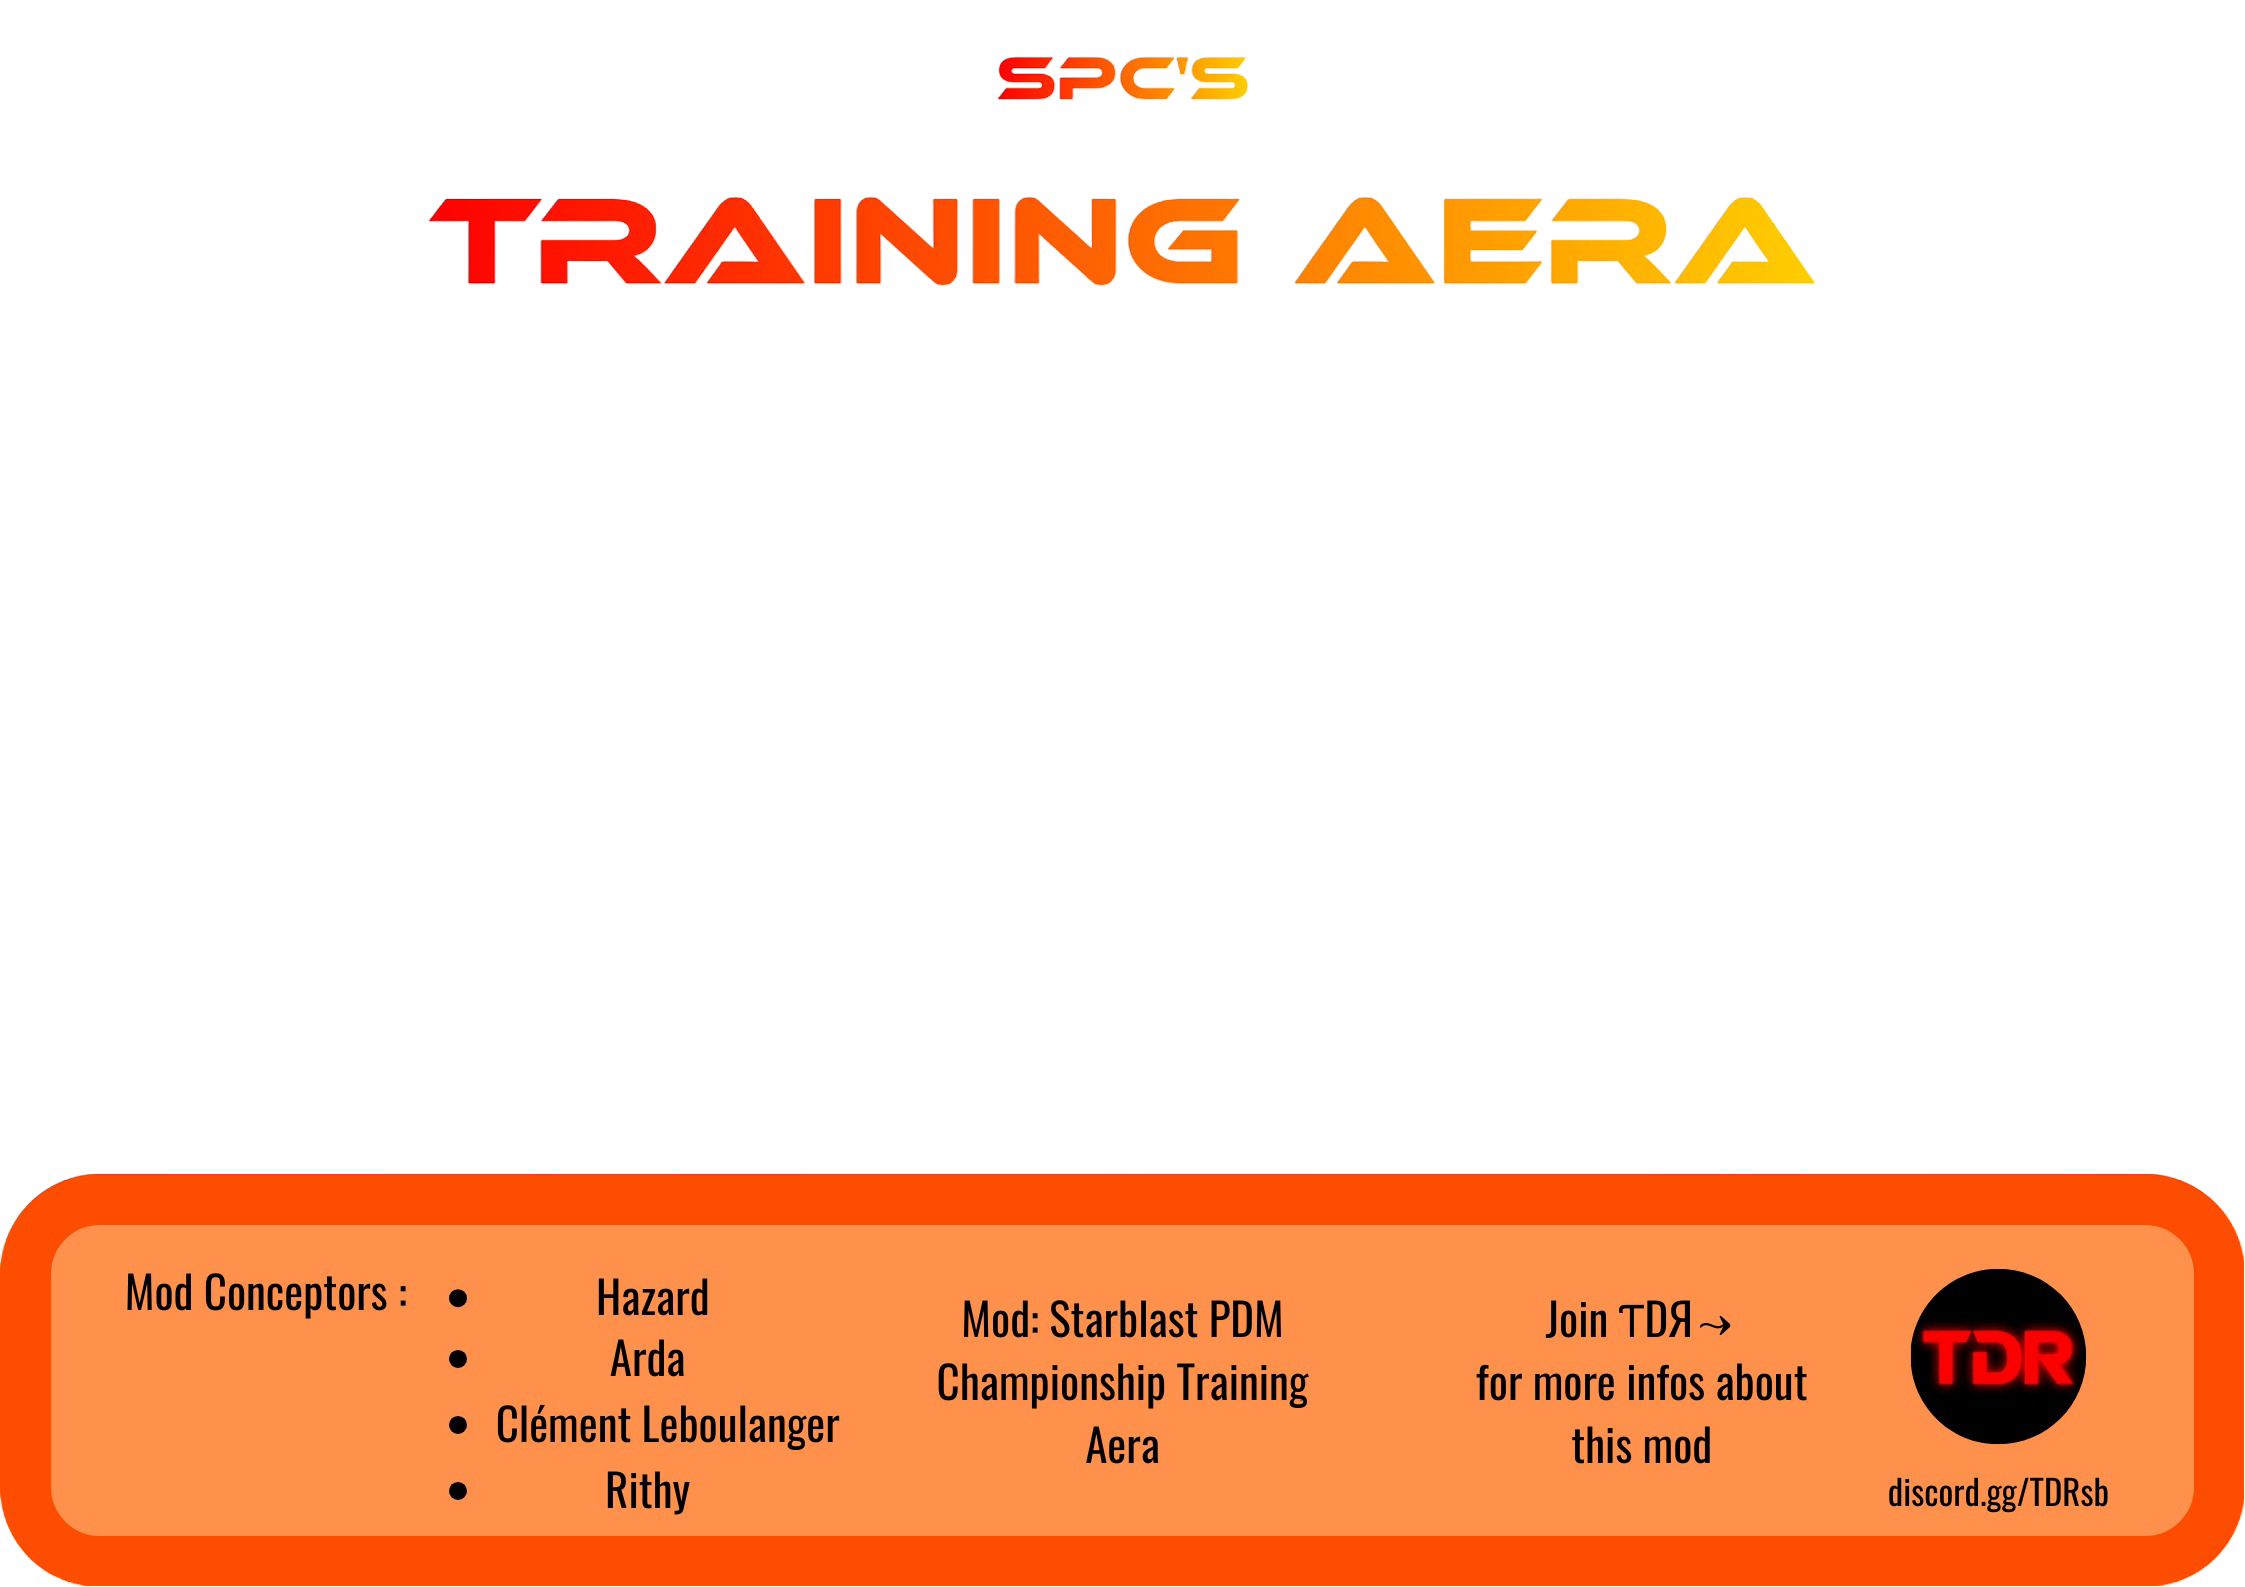 SPC'S
TRAINING AERA
Mod Conceptors :
• Hazard
• Arda
• Clément Leboulanger
• Rithy
Mod: Starblast PDM
Championship Training
Aera
Join ƬDЯ⤳
for more infos about
this mod
TDR
discord.gg/TDRsb